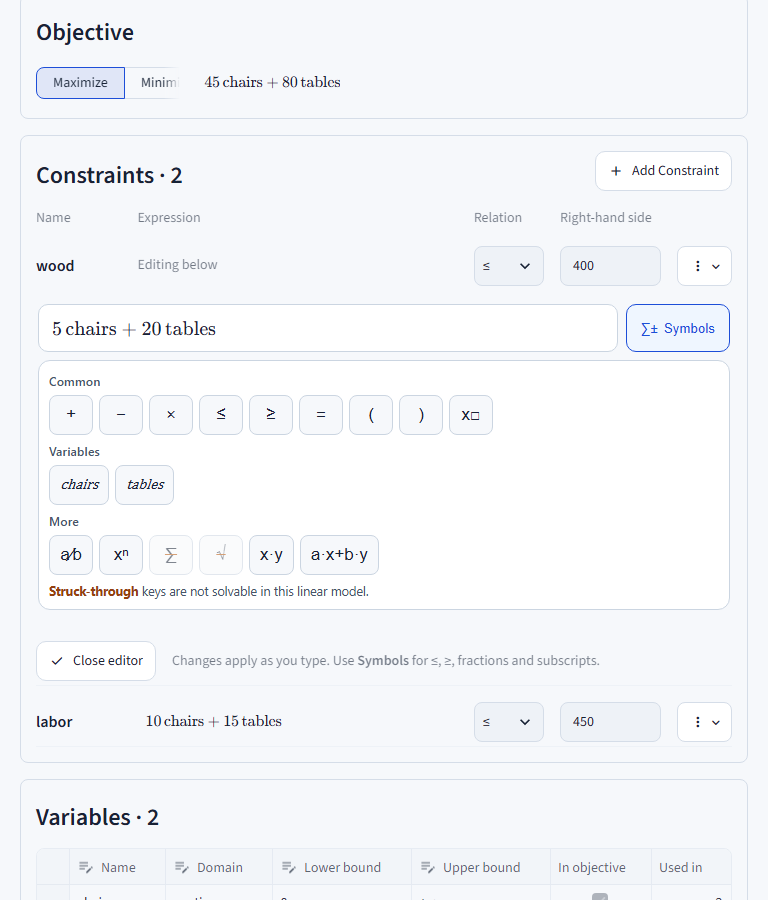 Objective
Maximize Minim 45 chairs + 80 tables
Constraints · 2 + Add Constraint
Name Expression Relation Right-hand side
wood Editing below ≤ 400
5 chairs + 20 tables ∑± Symbols
Common
+ − × ≤ ≥ = ( ) x□
Variables
chairs tables
More
a⁄b xⁿ ∑ √ x·y a·x+b·y
Struck-through keys are not solvable in this linear model.
Close editor Changes apply as you type. Use Symbols for ≤, ≥, fractions and subscripts.
labor 10 chairs + 15 tables ≤ 450
Variables · 2
Name Domain Lower bound Upper bound In objective Used in